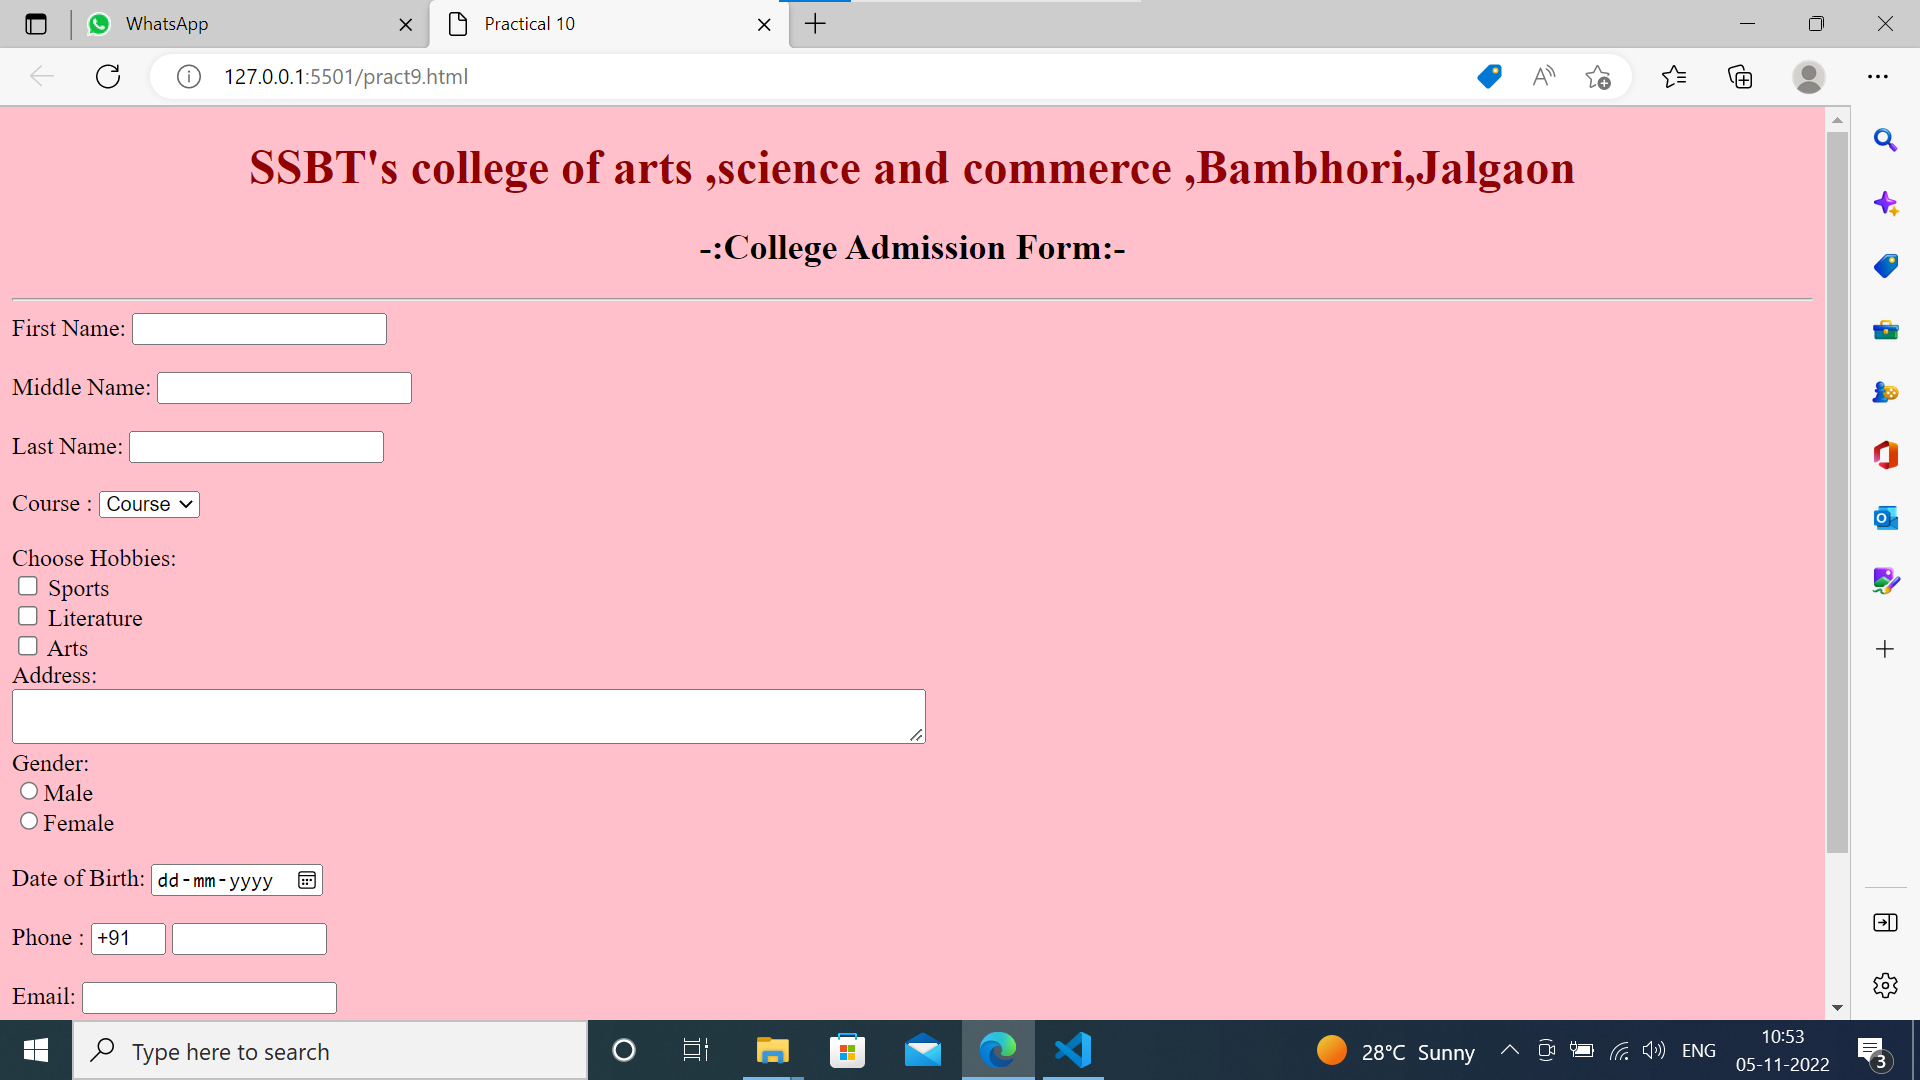 WhatsApp
Practical 10
127.0.0.1:5501/pract9.html
SSBT's college of arts ,science and commerce ,Bambhori,Jalgaon
-:College Admission Form:-
First Name:
Middle Name:
Last Name:
Course : Course
Choose Hobbies:
Sports
Literature
Arts
Address:
Gender:
Male
Female
Date of Birth: dd-mm-yyyy
Phone : +91
Email:
Type here to search
28°C Sunny
ENG
10:53
05-11-2022
3